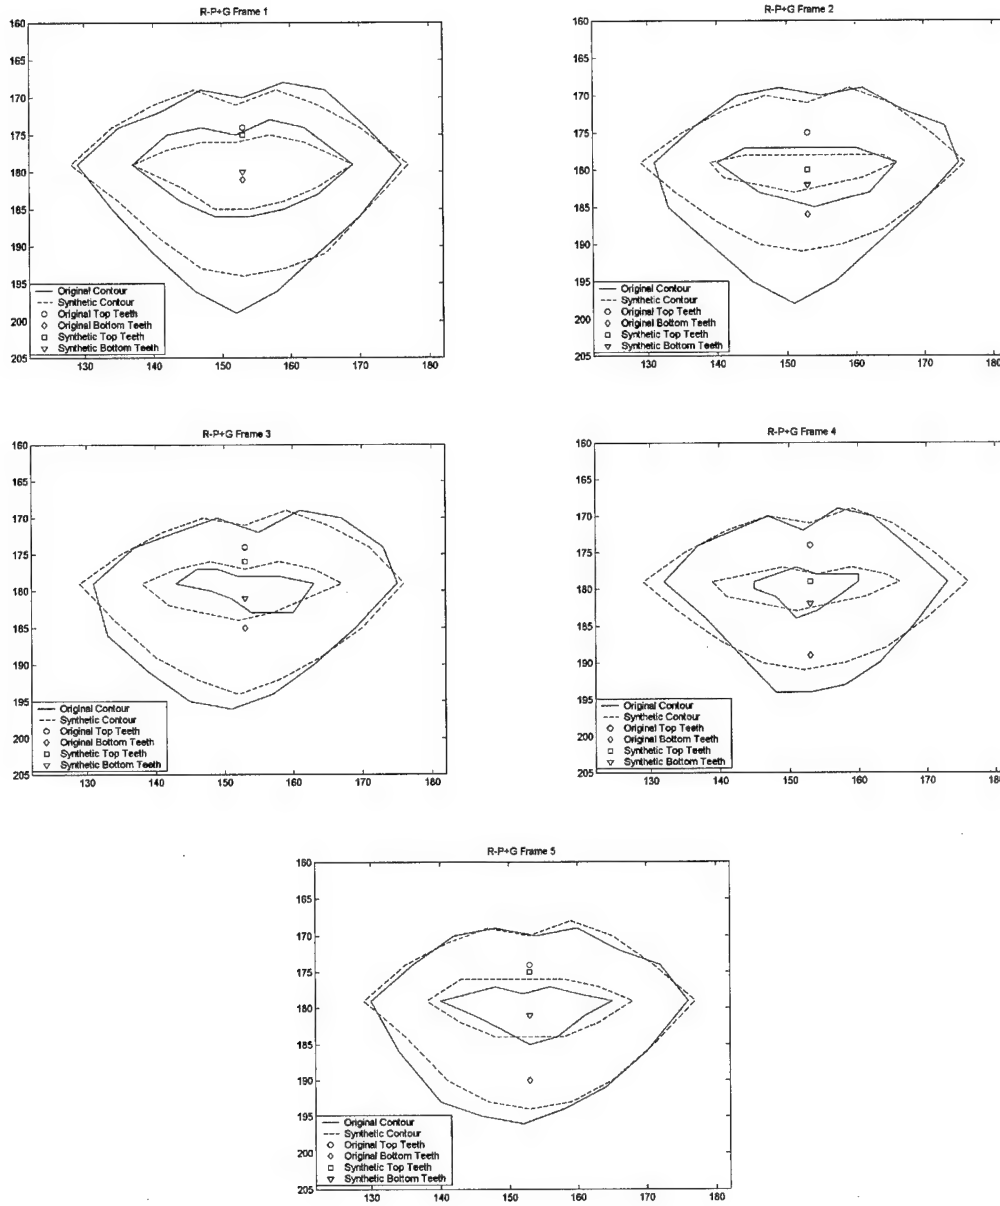 R-P+G Frame 1
160
165
170
175
180
185
190
195
200
205
Original Contour
Synthetic Contour
Original Top Teeth
Original Bottom Teeth
Synthetic Top Teeth
Synthetic Bottom Teeth
130 140 150 160 170 180
R-P+G Frame 2
160
165
170
175
180
185
190
195
200
205
Original Contour
Synthetic Contour
Original Top Teeth
Original Bottom Teeth
Synthetic Top Teeth
Synthetic Bottom Teeth
130 140 150 160 170 180
R-P+G Frame 3
160
165
170
175
180
185
190
195
200
205
Original Contour
Synthetic Contour
Original Top Teeth
Original Bottom Teeth
Synthetic Top Teeth
Synthetic Bottom Teeth
130 140 150 160 170 180
R-P+G Frame 4
160
165
170
175
180
185
190
195
200
205
Original Contour
Synthetic Contour
Original Top Teeth
Original Bottom Teeth
Synthetic Top Teeth
Synthetic Bottom Teeth
130 140 150 160 170
R-P+G Frame 5
160
165
170
175
180
185
190
195
200
205
Original Contour
Synthetic Contour
Original Top Teeth
Original Bottom Teeth
Synthetic Top Teeth
Synthetic Bottom Teeth
130 140 150 160 170 180